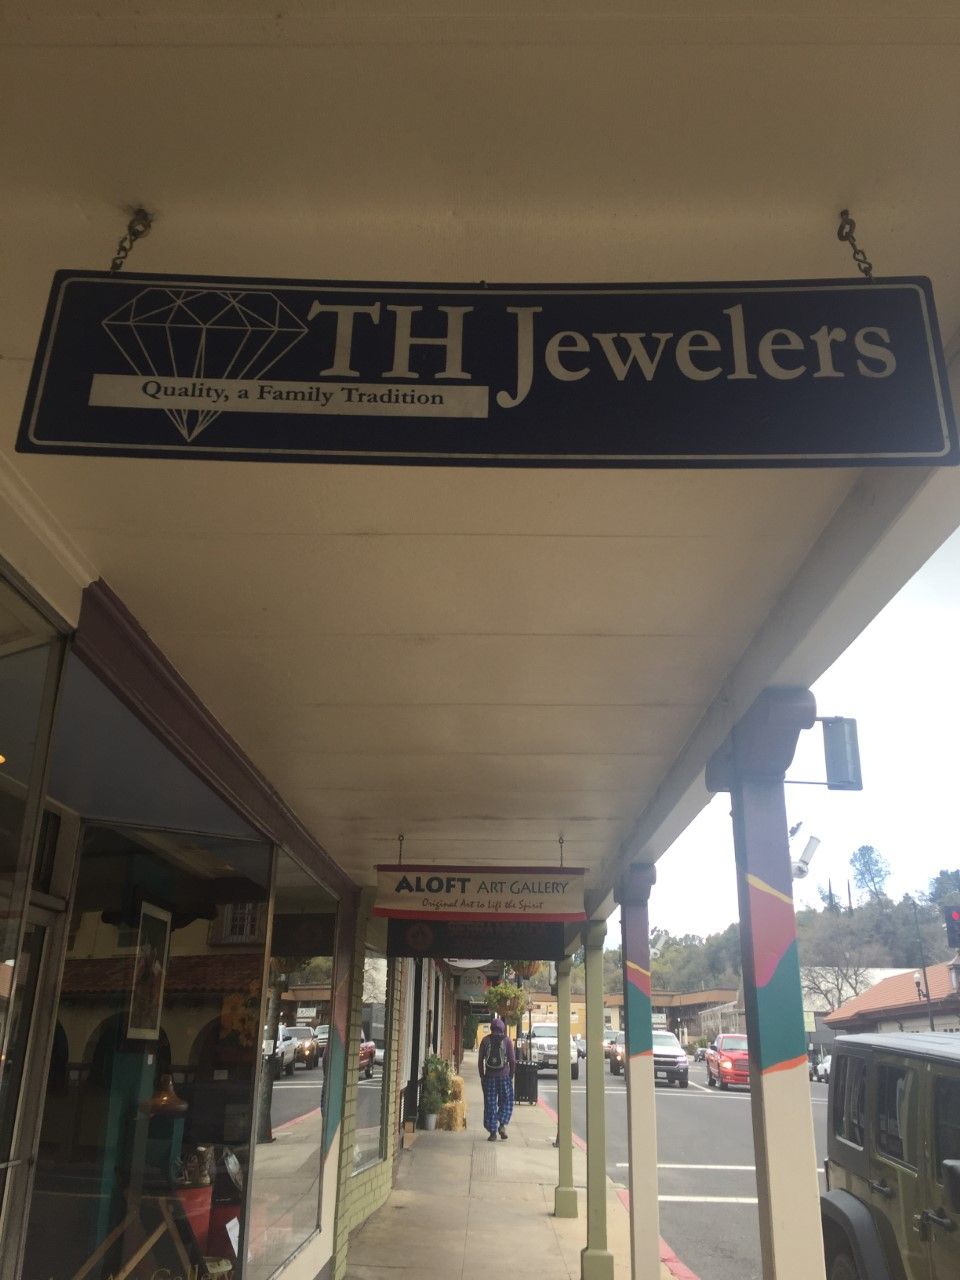 TH Jewelers
Quality, a Family Tradition
ALOFT ART GALLERY
Original Art to Lift the Spirit